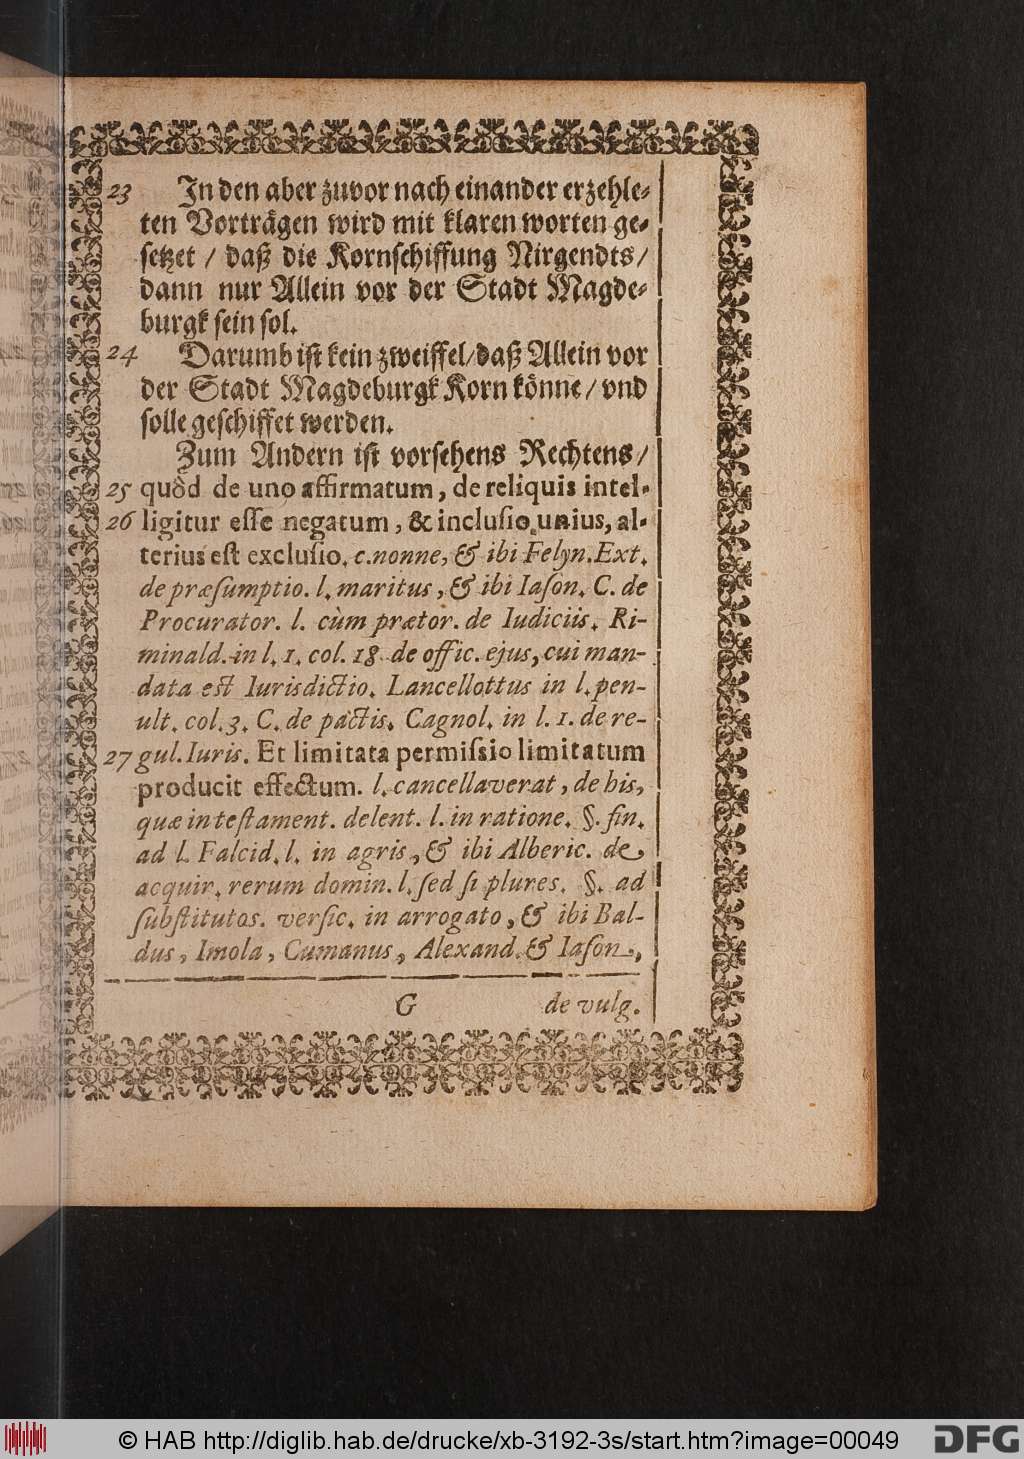 23 In den aber zuvor nach einander erzehle-
ten Vorträgen wird mit klaren worten ge-
setzet / daß die Kornschiffung Nirgendts /
dann nur Allein vor der Stadt Magde-
burgk sein sol.
24 Darumb ist kein zweiffel / daß Allein vor
der Stadt Magdeburgk Korn könne / vnd
solle geschiffet werden.
Zum Andern ist vorsehens Rechtens /
25 quòd de uno affirmatum, de reliquis intel-
26 ligitur eſſe negatum, & incluſio unius, al-
terius est excluſio. c. nonne, & ibi Felyn. Ext.
de præſumptio. l. maritus, & ibi Iaſon. C. de
Procurator. l. cùm prætor. de Iudiciis. Ri-
minald. in l. 1. col. 18. de offic. ejus, cui man-
data est Iurisdictio. Lancellottus in l. pen-
ult. col. 3. C. de pactis. Cagnol. in l. 1. de re-
27 gul. Iuris. Et limitata permiſsio limitatum
producit effectum. l. cancellaverat, de his,
quæ in teſtament. delent. l. in ratione. §. fin.
ad l. Falcid. l. in agris, & ibi Alberic. de
acquir. rerum domin. l. ſed ſi plures. §. ad
ſubſtitutos. verſic. in arrogato, & ibi Bal-
dus, Imola, Cumanus, Alexand. & Iaſon.,
G de vulg.
© HAB http://diglib.hab.de/drucke/xb-3192-3s/start.htm?image=00049
DFG